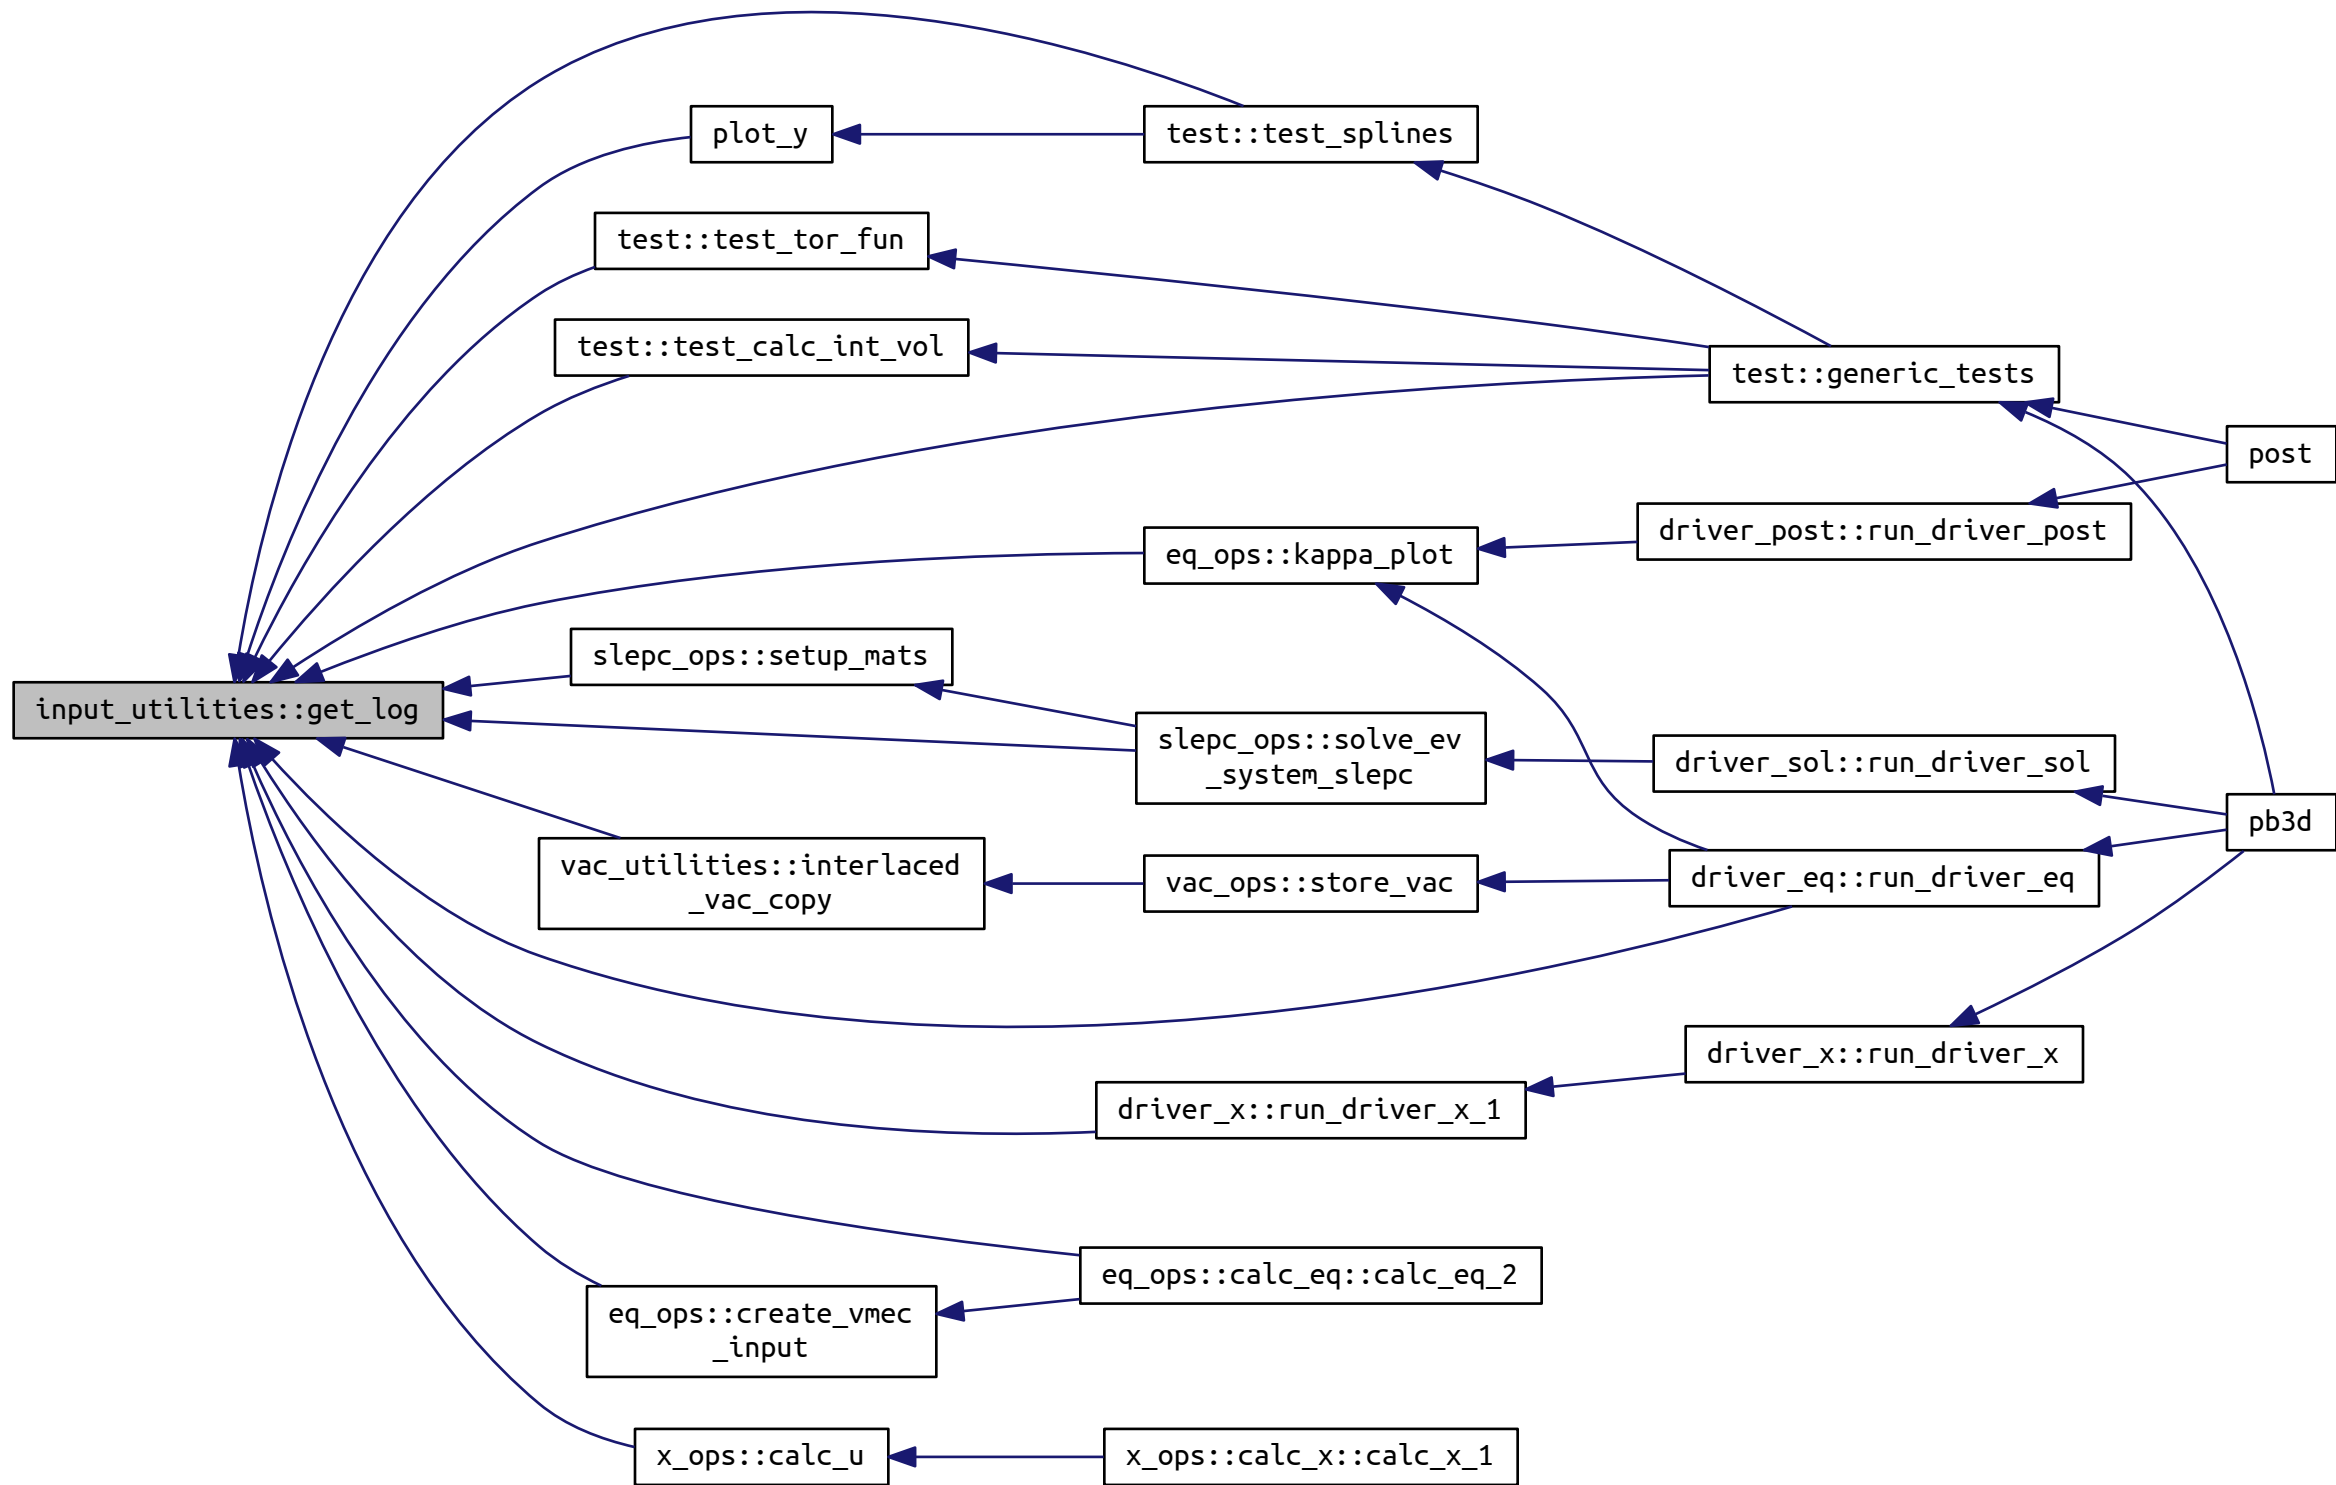 plot_y
test::test_splines
test::test_tor_fun
test::test_calc_int_vol
test::generic_tests
post
driver_post::run_driver_post
eq_ops::kappa_plot
slepc_ops::setup_mats
input_utilities::get_log
slepc_ops::solve_ev
_system_slepc
driver_sol::run_driver_sol
pb3d
vac_utilities::interlaced
_vac_copy
vac_ops::store_vac
driver_eq::run_driver_eq
driver_x::run_driver_x
driver_x::run_driver_x_1
eq_ops::calc_eq::calc_eq_2
eq_ops::create_vmec
_input
x_ops::calc_u
x_ops::calc_x::calc_x_1